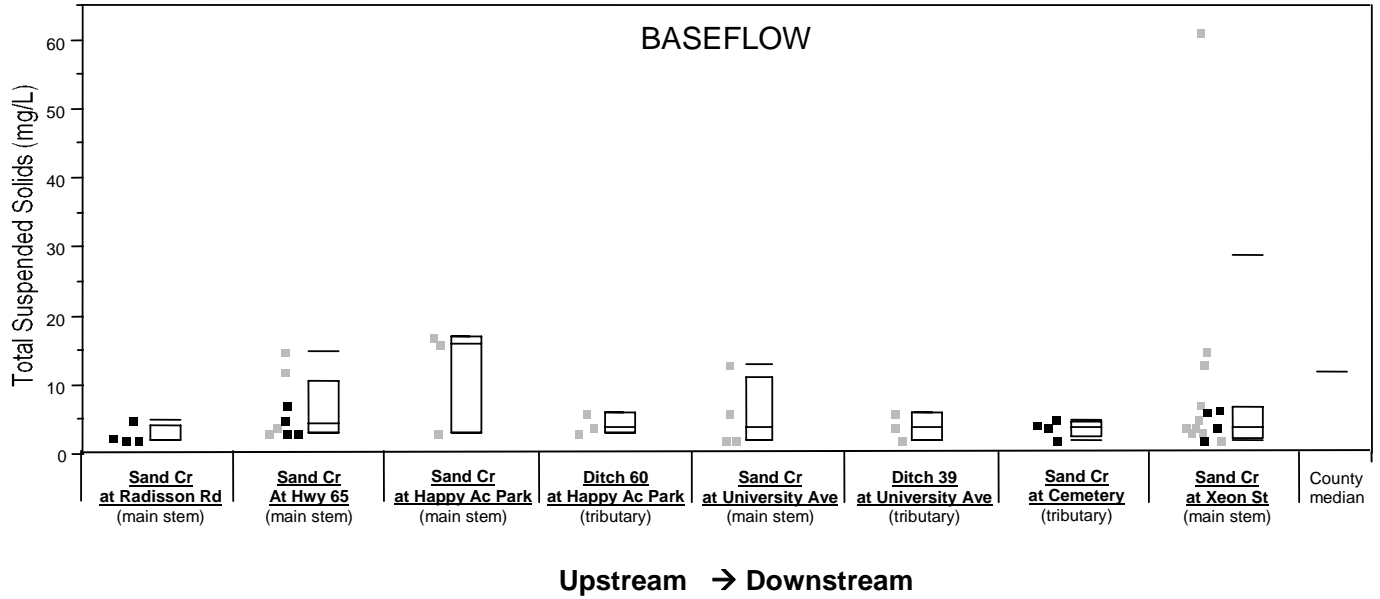 BASEFLOW
Total Suspended Solids (mg/L)
60
50
40
30
20
10
0
Sand Cr
at Radisson Rd
(main stem)
Sand Cr
At Hwy 65
(main stem)
Sand Cr
at Happy Ac Park
(main stem)
Ditch 60
at Happy Ac Park
(tributary)
Sand Cr
at University Ave
(main stem)
Ditch 39
at University Ave
(tributary)
Sand Cr
at Cemetery
(tributary)
Sand Cr
at Xeon St
(main stem)
County
median
Upstream → Downstream